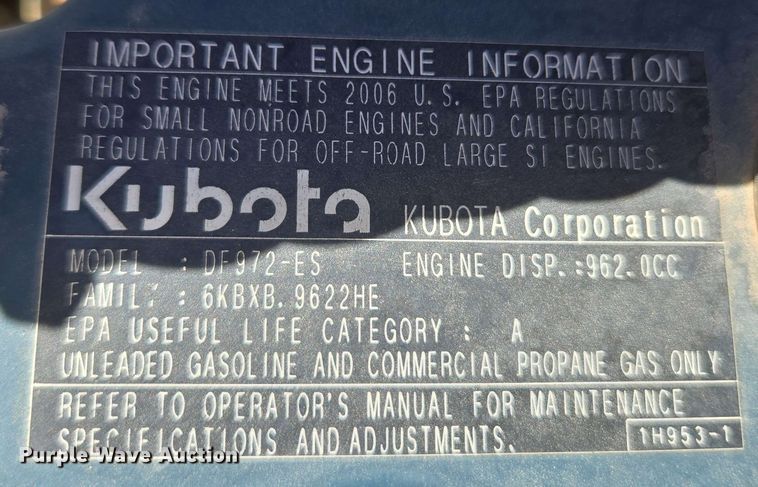 IMPORTANT ENGINE INFORMATION
THIS ENGINE MEETS 2006 U.S. EPA REGULATIONS
FOR SMALL NONROAD ENGINES AND CALIFORNIA
REGULATIONS FOR OFF-ROAD LARGE SI ENGINES.
Kubota KUBOTA Corporation
MODEL : DF972-ES ENGINE DISP.:962.0CC
FAMILY : 6KBXB.9622HE
EPA USEFUL LIFE CATEGORY : A
UNLEADED GASOLINE AND COMMERCIAL PROPANE GAS ONLY
REFER TO OPERATOR'S MANUAL FOR MAINTENANCE
SPECIFICATIONS AND ADJUSTMENTS. 1H953-1
Purple Wave Auction